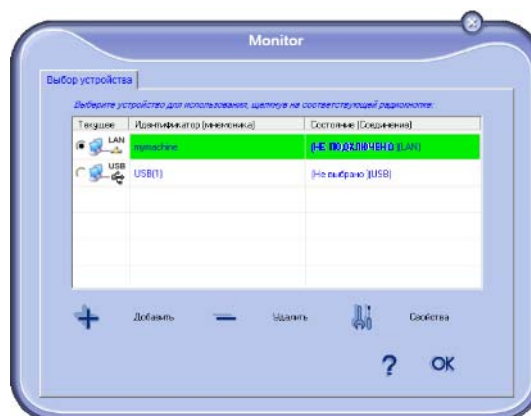 Monitor
Выбор устройства
Выберите устройство для использования, щелкнув на соответствующей радиокнопке:
Текущее Идентификатор (мнемоника) Состояние (Соединение)
LAN mymachine (НЕ ПОДКЛЮЧЕНО )(LAN)
USB USB(1) (Не выбрано )(USB)
Добавить Удалить Свойства
? OK